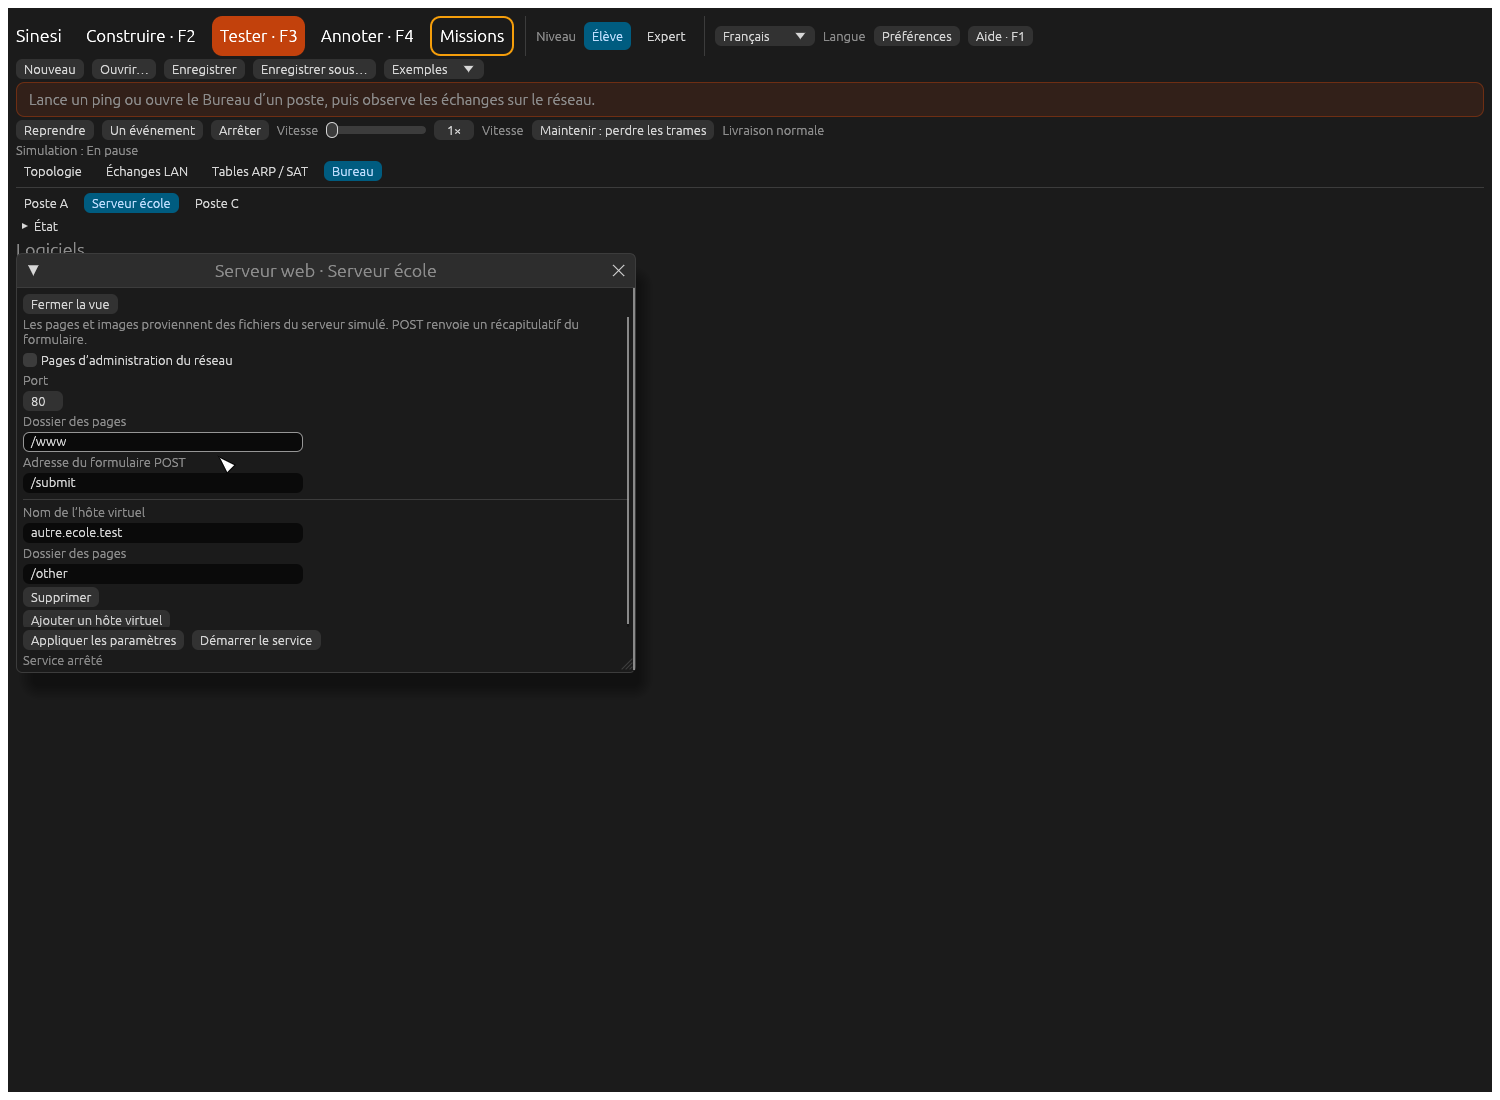 Sinesi Construire · F2 Tester · F3 Annoter · F4 Missions Niveau Élève Expert Français Langue Préférences Aide · F1
Nouveau Ouvrir… Enregistrer Enregistrer sous… Exemples
Lance un ping ou ouvre le Bureau d’un poste, puis observe les échanges sur le réseau.
Reprendre Un événement Arrêter Vitesse 1× Vitesse Maintenir : perdre les trames Livraison normale
Simulation : En pause
Topologie Échanges LAN Tables ARP / SAT Bureau
Poste A Serveur école Poste C
État
Logiciels
Serveur web · Serveur école
Fermer la vue
Les pages et images proviennent des fichiers du serveur simulé. POST renvoie un récapitulatif du
formulaire.
Pages d’administration du réseau
Port
80
Dossier des pages
/www
Adresse du formulaire POST
/submit
Nom de l’hôte virtuel
autre.ecole.test
Dossier des pages
/other
Supprimer
Ajouter un hôte virtuel
Appliquer les paramètres Démarrer le service
Service arrêté